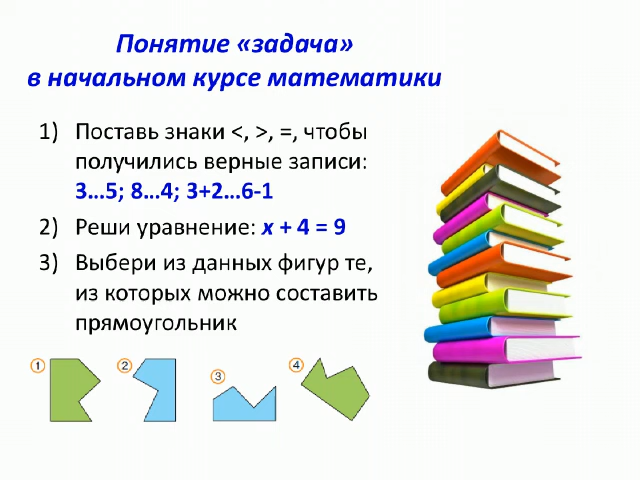 Понятие «задача»
в начальном курсе математики
1) Поставь знаки <, >, =, чтобы
получились верные записи:
3…5; 8…4; 3+2…6-1
2) Реши уравнение: x + 4 = 9
3) Выбери из данных фигур те,
из которых можно составить
прямоугольник
1 2 3 4